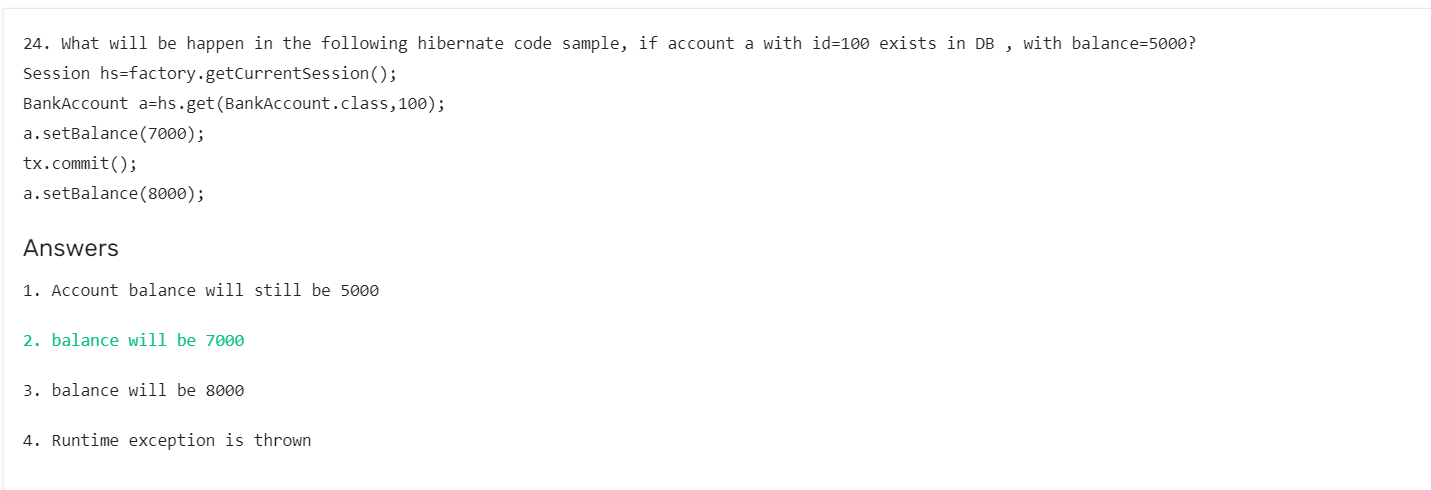 24. What will be happen in the following hibernate code sample, if account a with id=100 exists in DB , with balance=5000?
Session hs=factory.getCurrentSession();
BankAccount a=hs.get(BankAccount.class,100);
a.setBalance(7000);
tx.commit();
a.setBalance(8000);
Answers
1. Account balance will still be 5000
2. balance will be 7000
3. balance will be 8000
4. Runtime exception is thrown